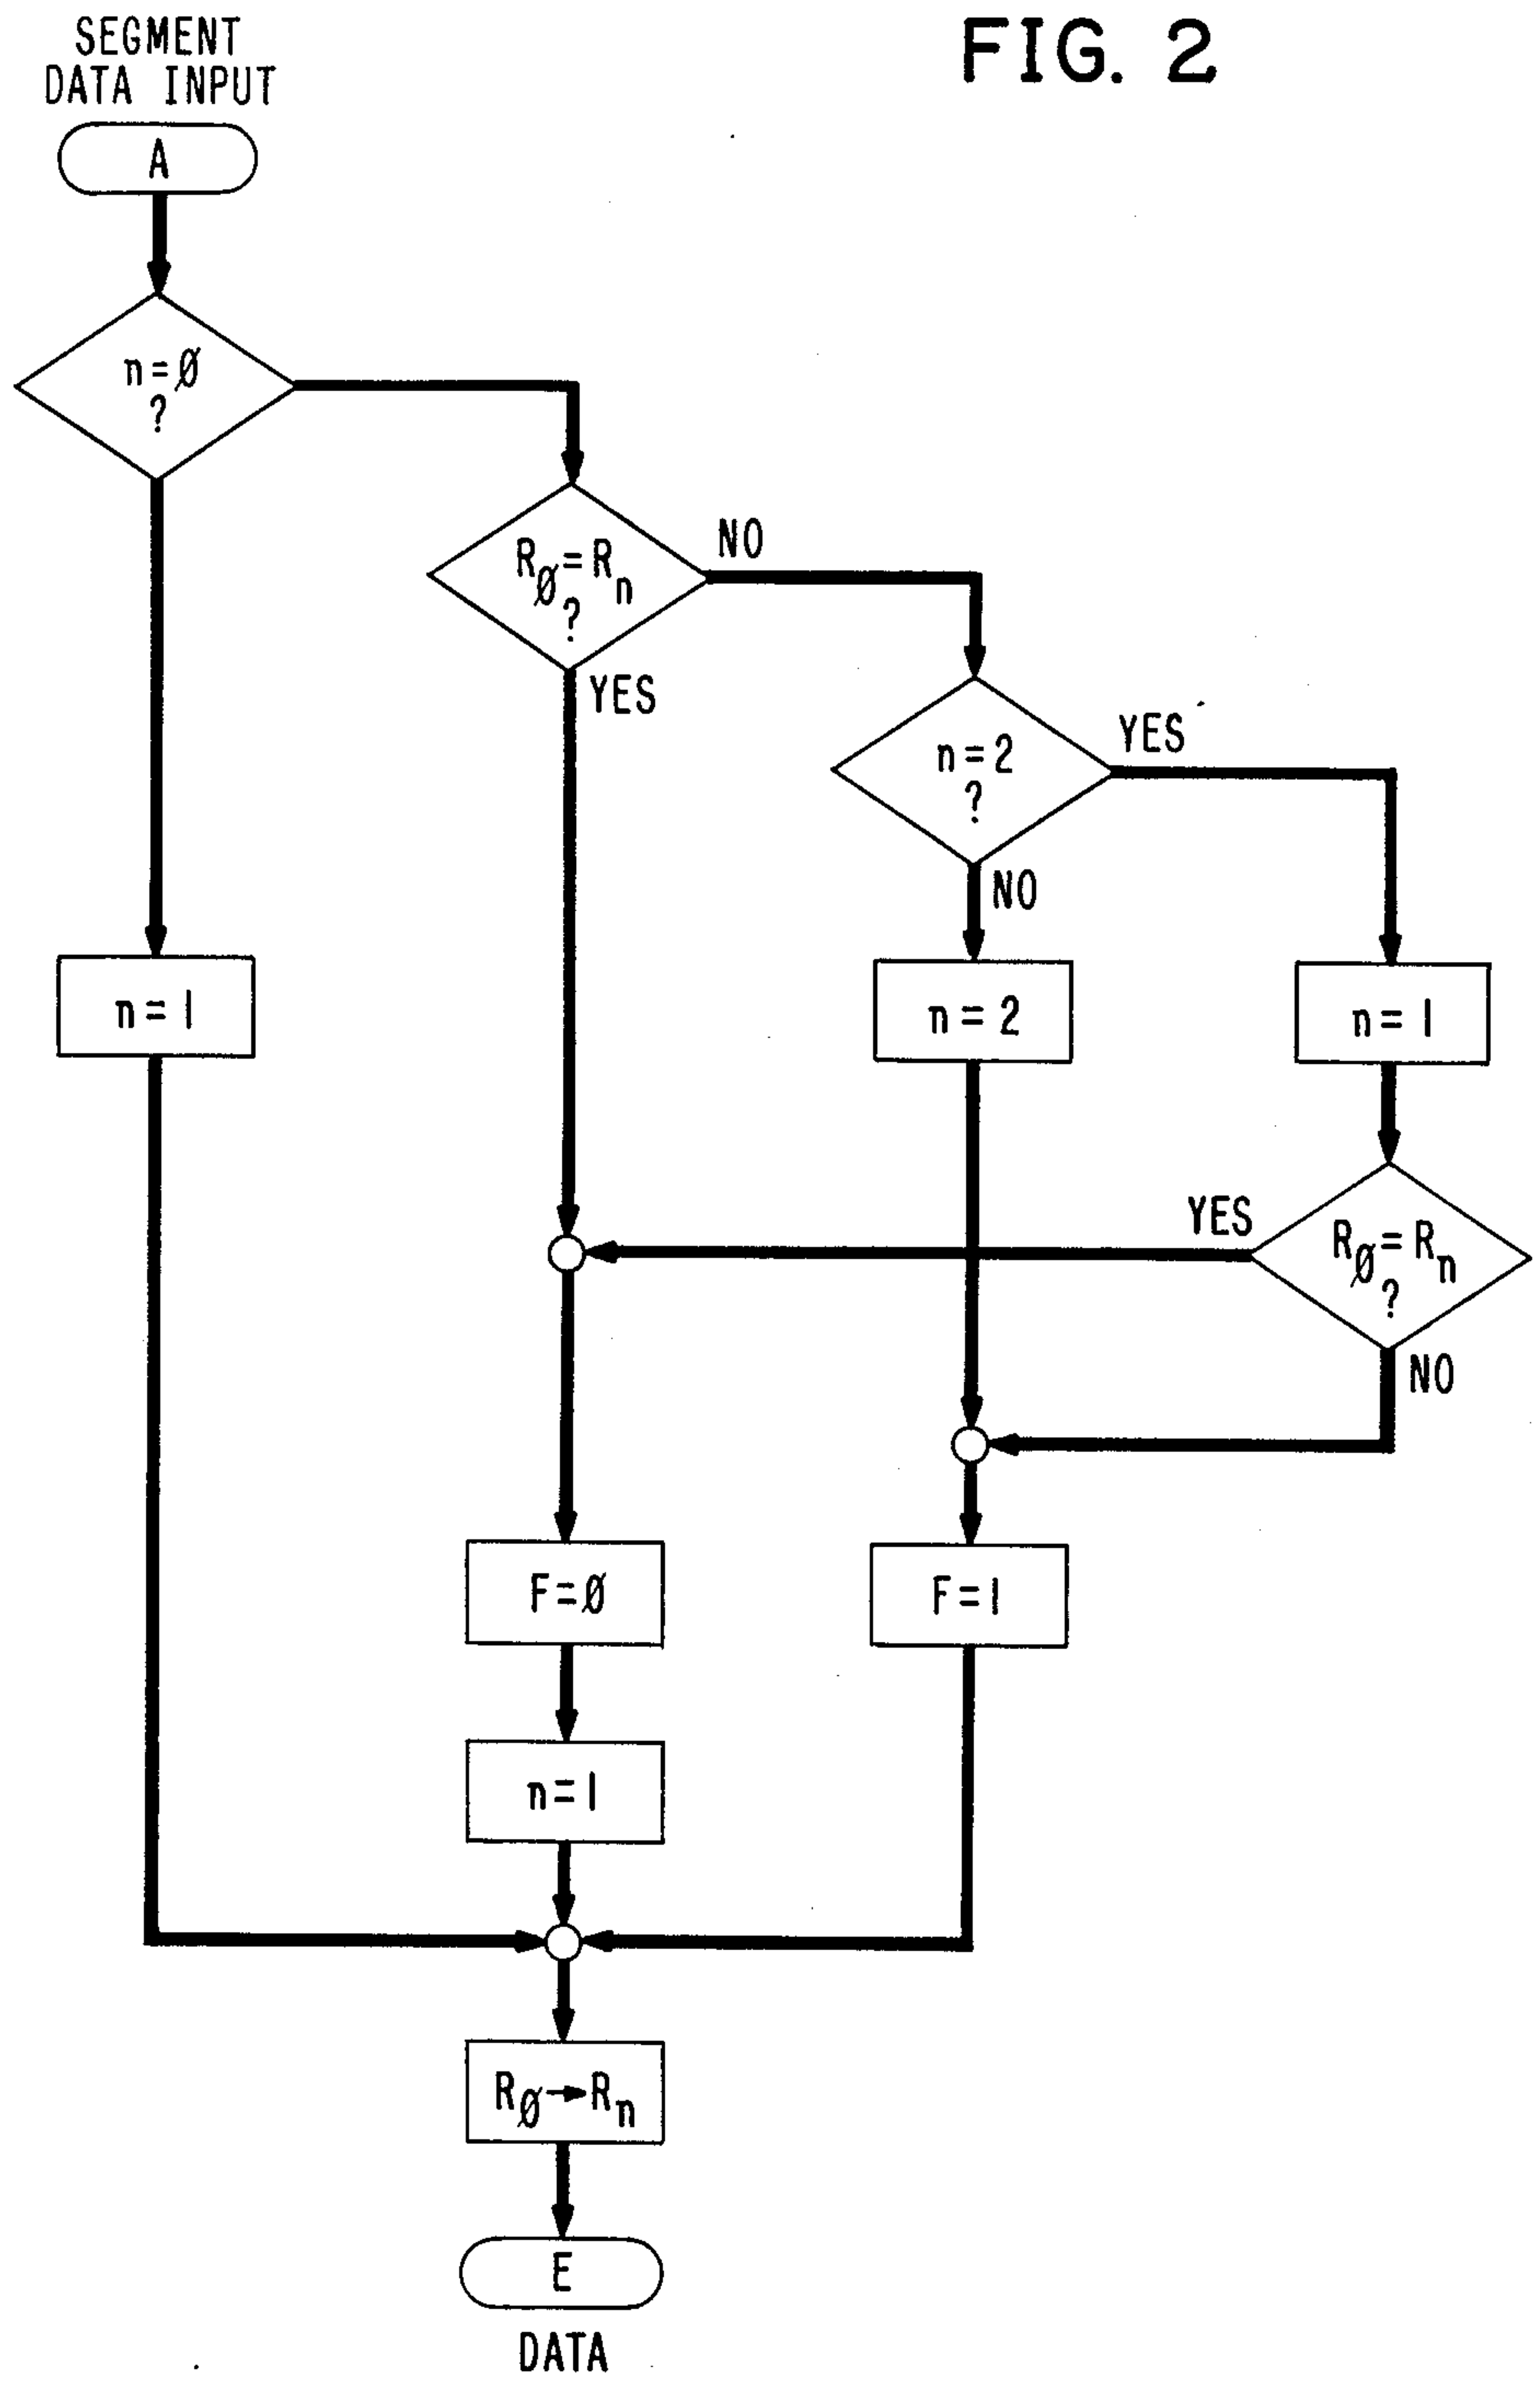 SEGMENT
DATA INPUT
FIG. 2
A
n=Ø
?
RØ=Rn
?
NO
YES
n=2
?
YES
NO
n=1
n=2
n=1
YES
RØ=Rn
?
NO
F=Ø
F=1
n=1
RØ→Rn
E
DATA